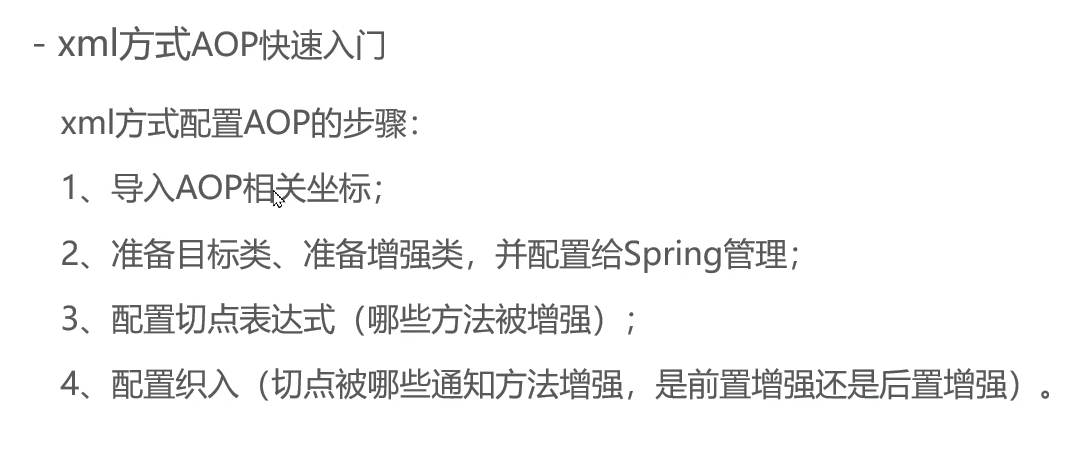 - xml方式AOP快速入门
xml方式配置AOP的步骤：
1、导入AOP相关坐标；
2、准备目标类、准备增强类，并配置给Spring管理；
3、配置切点表达式（哪些方法被增强）；
4、配置织入（切点被哪些通知方法增强，是前置增强还是后置增强）。